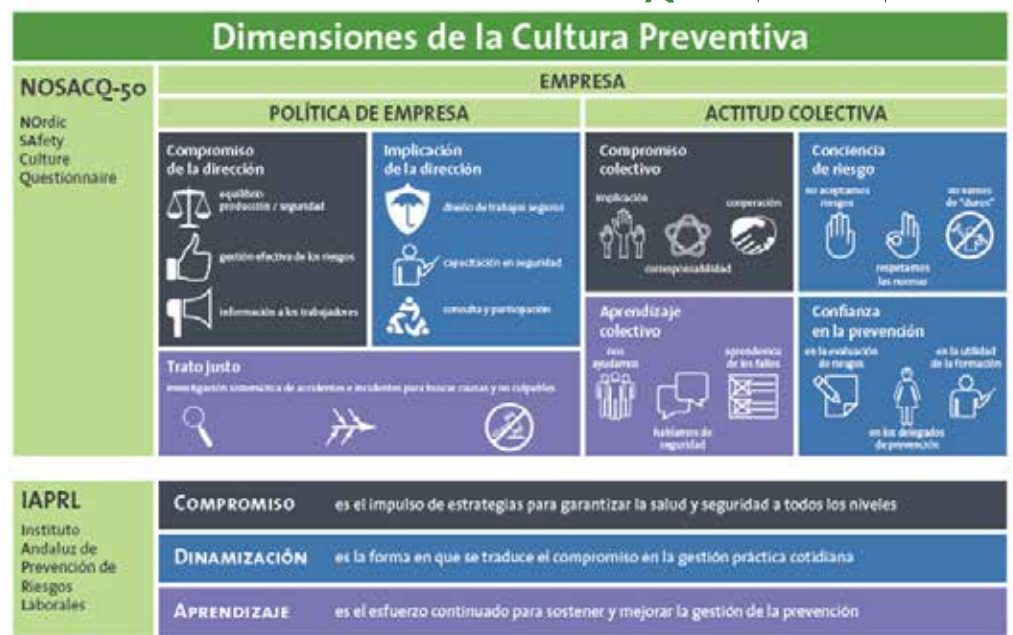 Dimensiones de la Cultura Preventiva
NOSACQ-50
NOrdic
SAfety
Culture
Questionnaire
EMPRESA
POLÍTICA DE EMPRESA
ACTITUD COLECTIVA
Compromiso
de la dirección
equilibrio
producción / seguridad
gestión efectiva de los riesgos
información a los trabajadores
Implicación
de la dirección
diseño de trabajos seguros
capacitación en seguridad
consulta y participación
Compromiso
colectivo
implicación
cooperación
corresponsabilidad
Conciencia
de riesgo
no aceptamos
riesgos
no vamos
de "duros"
respetamos
las normas
Trato justo
investigación sistemática de accidentes e incidentes para buscar causas y no culpables
Aprendizaje
colectivo
nos
ayudamos
aprendemos
de los fallos
hablamos de
seguridad
Confianza
en la prevención
en la evaluación
de riesgos
en la utilidad
de la formación
en los delegados
de prevención
IAPRL
Instituto
Andaluz de
Prevención de
Riesgos
Laborales
COMPROMISO es el impulso de estrategias para garantizar la salud y seguridad a todos los niveles
DINAMIZACIÓN es la forma en que se traduce el compromiso en la gestión práctica cotidiana
APRENDIZAJE es el esfuerzo continuado para sostener y mejorar la gestión de la prevención